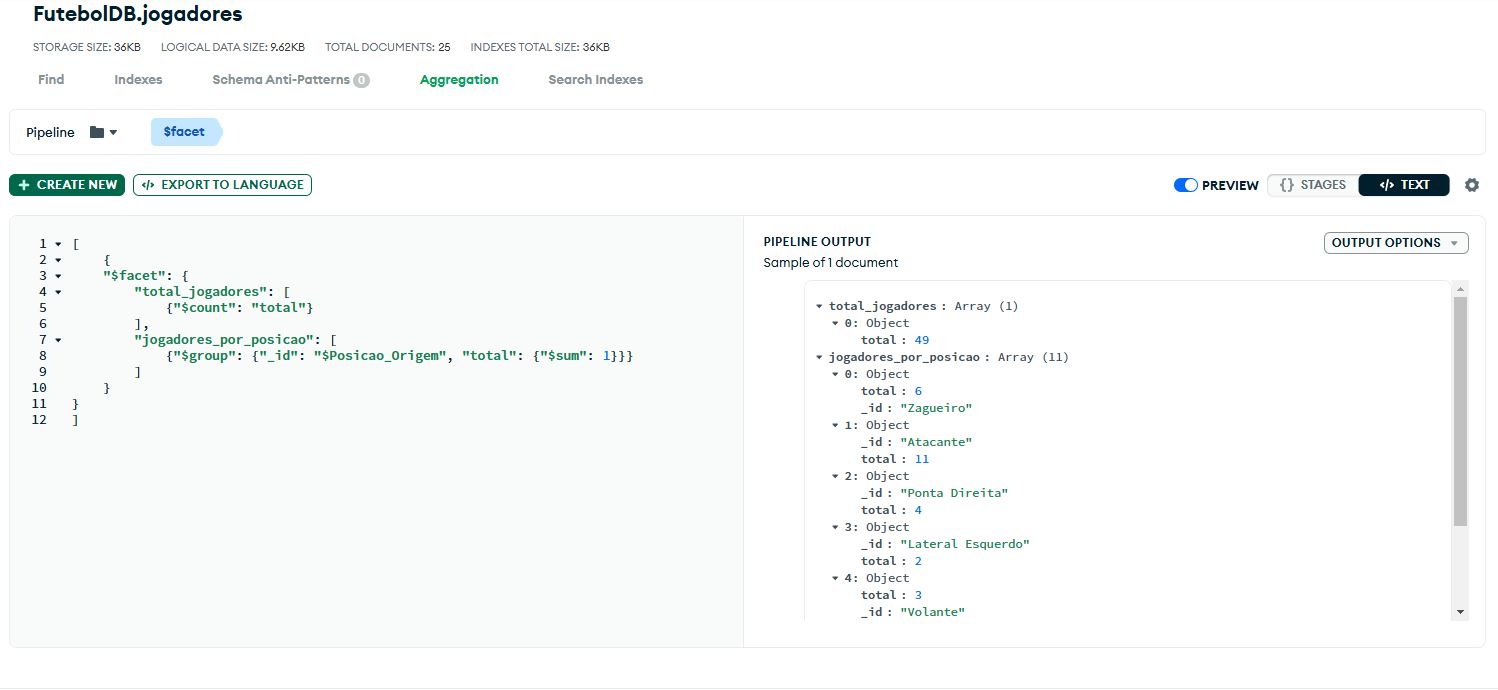 FutebolDB.jogadores
STORAGE SIZE: 36KB LOGICAL DATA SIZE: 9.62KB TOTAL DOCUMENTS: 25 INDEXES TOTAL SIZE: 36KB
Find Indexes Schema Anti-Patterns 0 Aggregation Search Indexes
Pipeline $facet
+ CREATE NEW </> EXPORT TO LANGUAGE
PREVIEW {} STAGES </> TEXT
1 [
2 {
3 "$facet": {
4 "total_jogadores": [
5 {"$count": "total"}
6 ],
7 "jogadores_por_posicao": [
8 {"$group": {"_id": "$Posicao_Origem", "total": {"$sum": 1}}}
9 ]
10 }
11 }
12 ]
PIPELINE OUTPUT
Sample of 1 document
OUTPUT OPTIONS
total_jogadores : Array (1)
0: Object
total : 49
jogadores_por_posicao : Array (11)
0: Object
total : 6
_id : "Zagueiro"
1: Object
_id : "Atacante"
total : 11
2: Object
_id : "Ponta Direita"
total : 4
3: Object
_id : "Lateral Esquerdo"
total : 2
4: Object
total : 3
_id : "Volante"